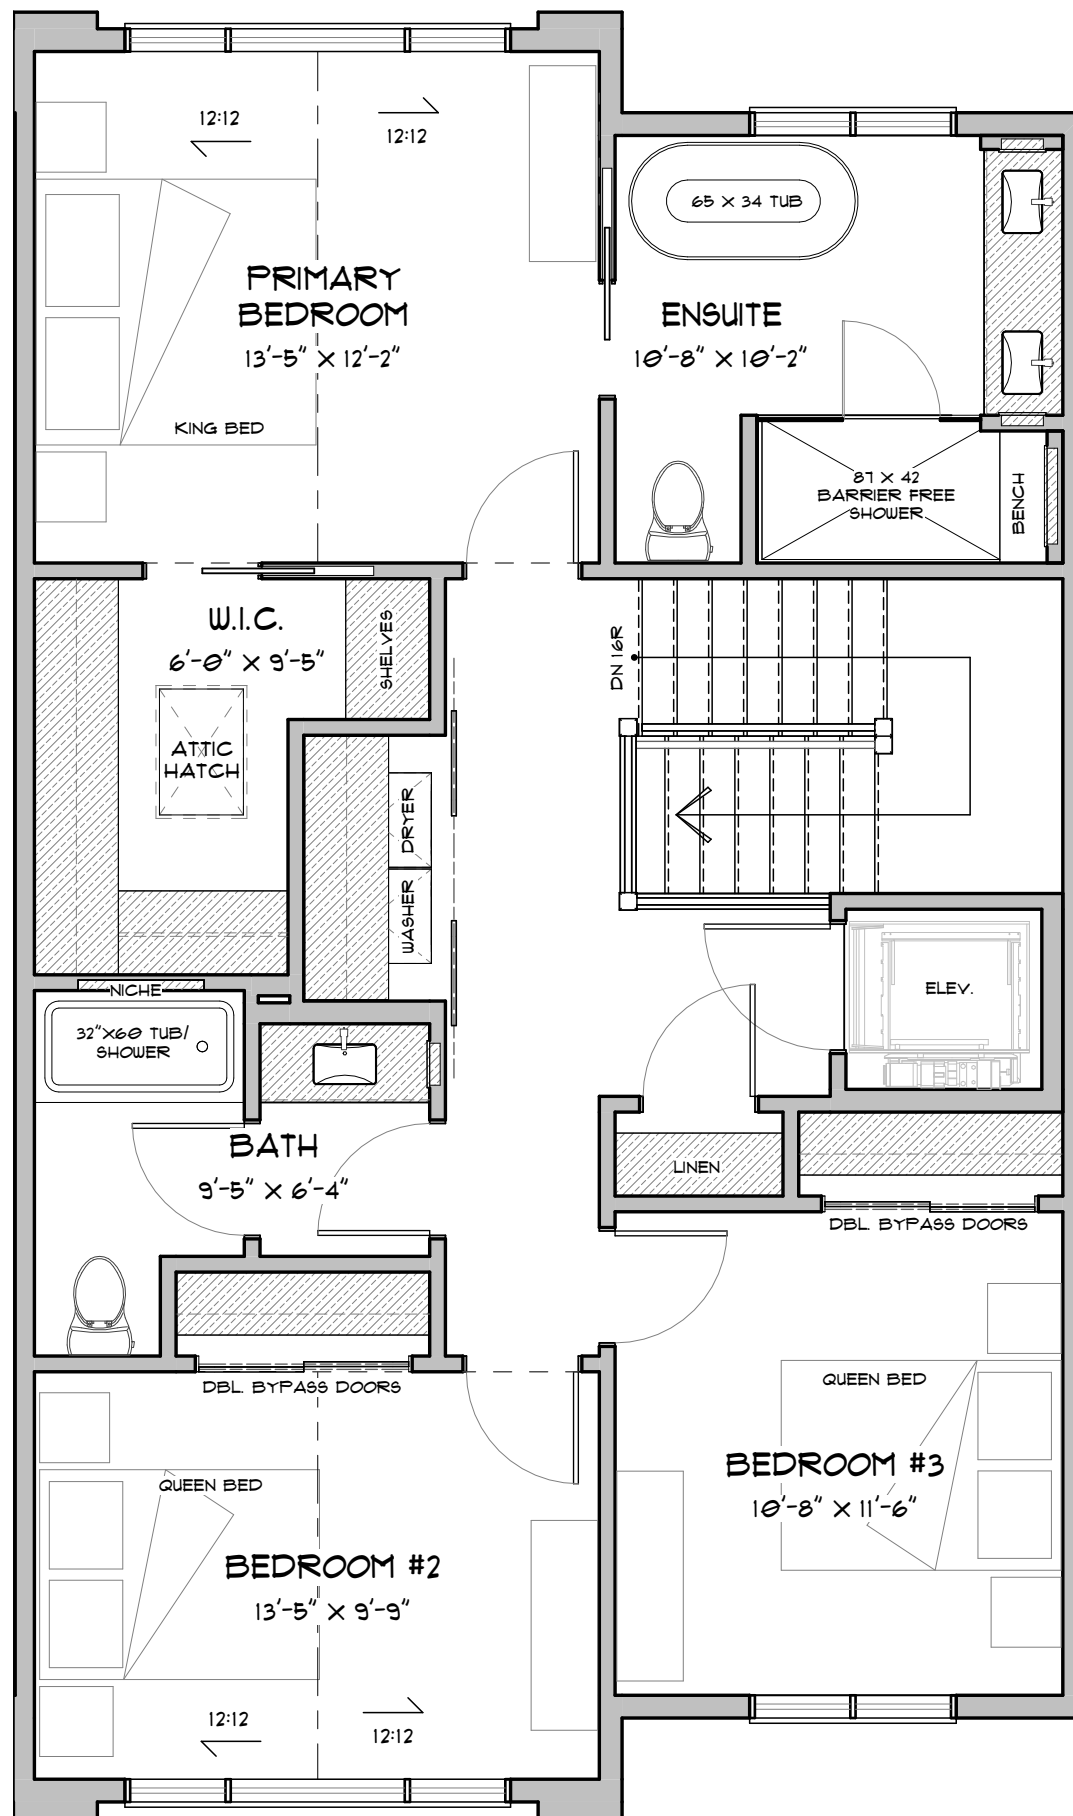 12:12
12:12
65 X 34 TUB
PRIMARY
BEDROOM
13'-5" X 12'-2"
ENSUITE
10'-8" X 10'-2"
KING BED
87 X 42
BARRIER FREE
SHOWER
BENCH
W.I.C.
6'-0" X 9'-5"
SHELVES
DN 16R
ATTIC
HATCH
DRYER
WASHER
ELEV.
NICHE
32"X60 TUB/
SHOWER
BATH
9'-5" X 6'-4"
LINEN
DBL. BYPASS DOORS
DBL. BYPASS DOORS
QUEEN BED
BEDROOM #3
10'-8" X 11'-6"
QUEEN BED
BEDROOM #2
13'-5" X 9'-9"
12:12
12:12